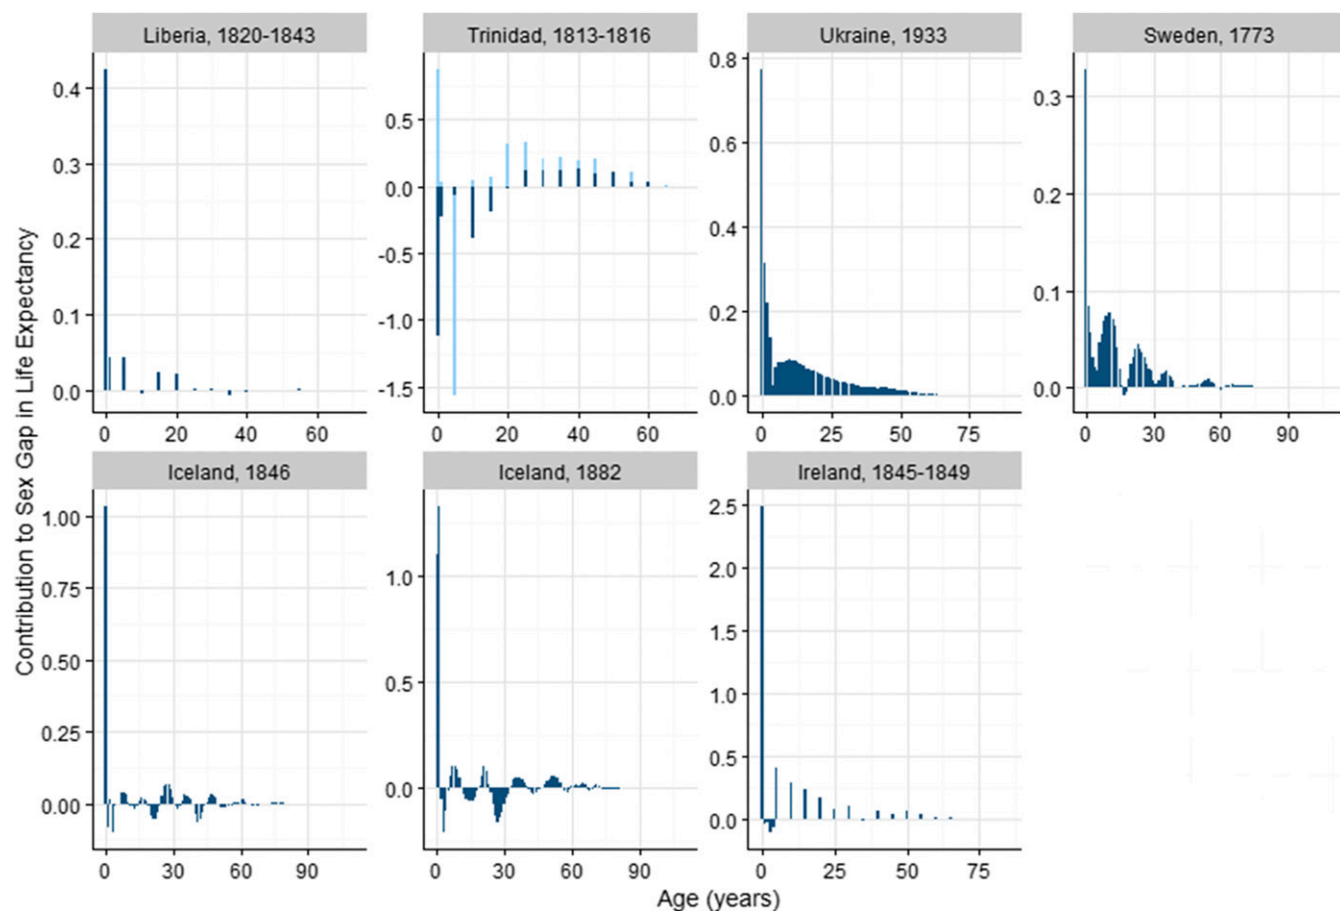 Contribution to Sex Gap in Life Expectancy
Liberia, 1820-1843
0.4
0.3
0.2
0.1
0.0
0 20 40 60
Trinidad, 1813-1816
0.5
0.0
-0.5
-1.0
-1.5
0 20 40 60
Ukraine, 1933
0.8
0.6
0.4
0.2
0.0
0 25 50 75
Sweden, 1773
0.3
0.2
0.1
0.0
0 30 60 90
Iceland, 1846
1.00
0.75
0.50
0.25
0.00
0 30 60 90
Iceland, 1882
1.0
0.5
0.0
0 30 60 90
Ireland, 1845-1849
2.5
2.0
1.5
1.0
0.5
0.0
0 25 50 75
Age (years)